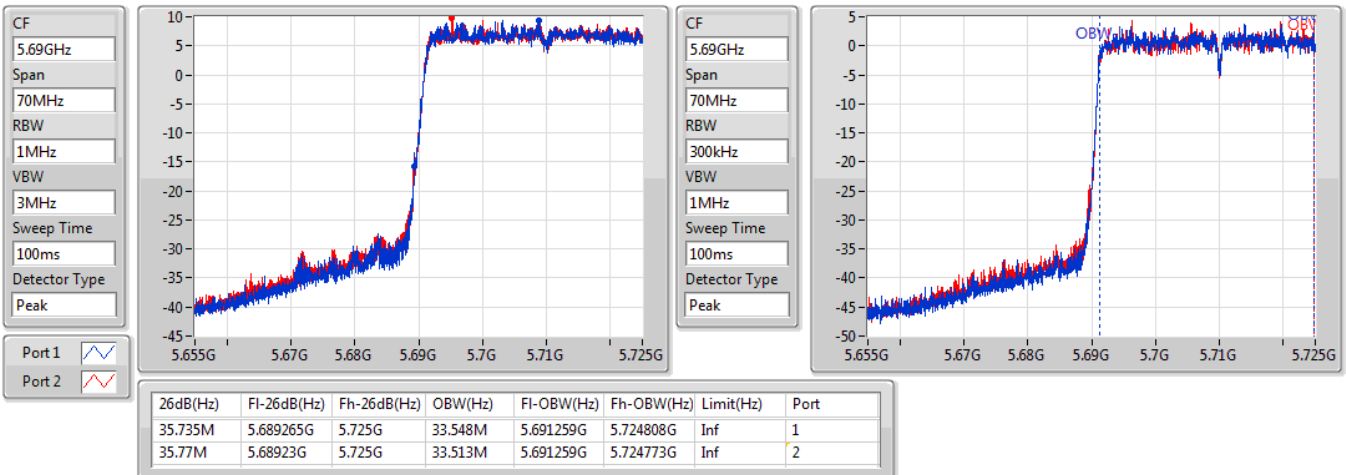 CF
5.69GHz
Span
70MHz
RBW
1MHz
VBW
3MHz
Sweep Time
100ms
Detector Type
Peak
Port 1
Port 2
10
5
0
-5
-10
-15
-20
-25
-30
-35
-40
-45
5.655G 5.67G 5.68G 5.69G 5.7G 5.71G 5.725G
CF
5.69GHz
Span
70MHz
RBW
300kHz
VBW
1MHz
Sweep Time
100ms
Detector Type
Peak
5
0
-5
-10
-15
-20
-25
-30
-35
-40
-45
-50
OBW
5.655G 5.67G 5.68G 5.69G 5.7G 5.71G 5.725G
26dB(Hz) Fl-26dB(Hz) Fh-26dB(Hz) OBW(Hz) Fl-OBW(Hz) Fh-OBW(Hz) Limit(Hz) Port
35.735M 5.689265G 5.725G 33.548M 5.691259G 5.724808G Inf 1
35.77M 5.68923G 5.725G 33.513M 5.691259G 5.724773G Inf 2